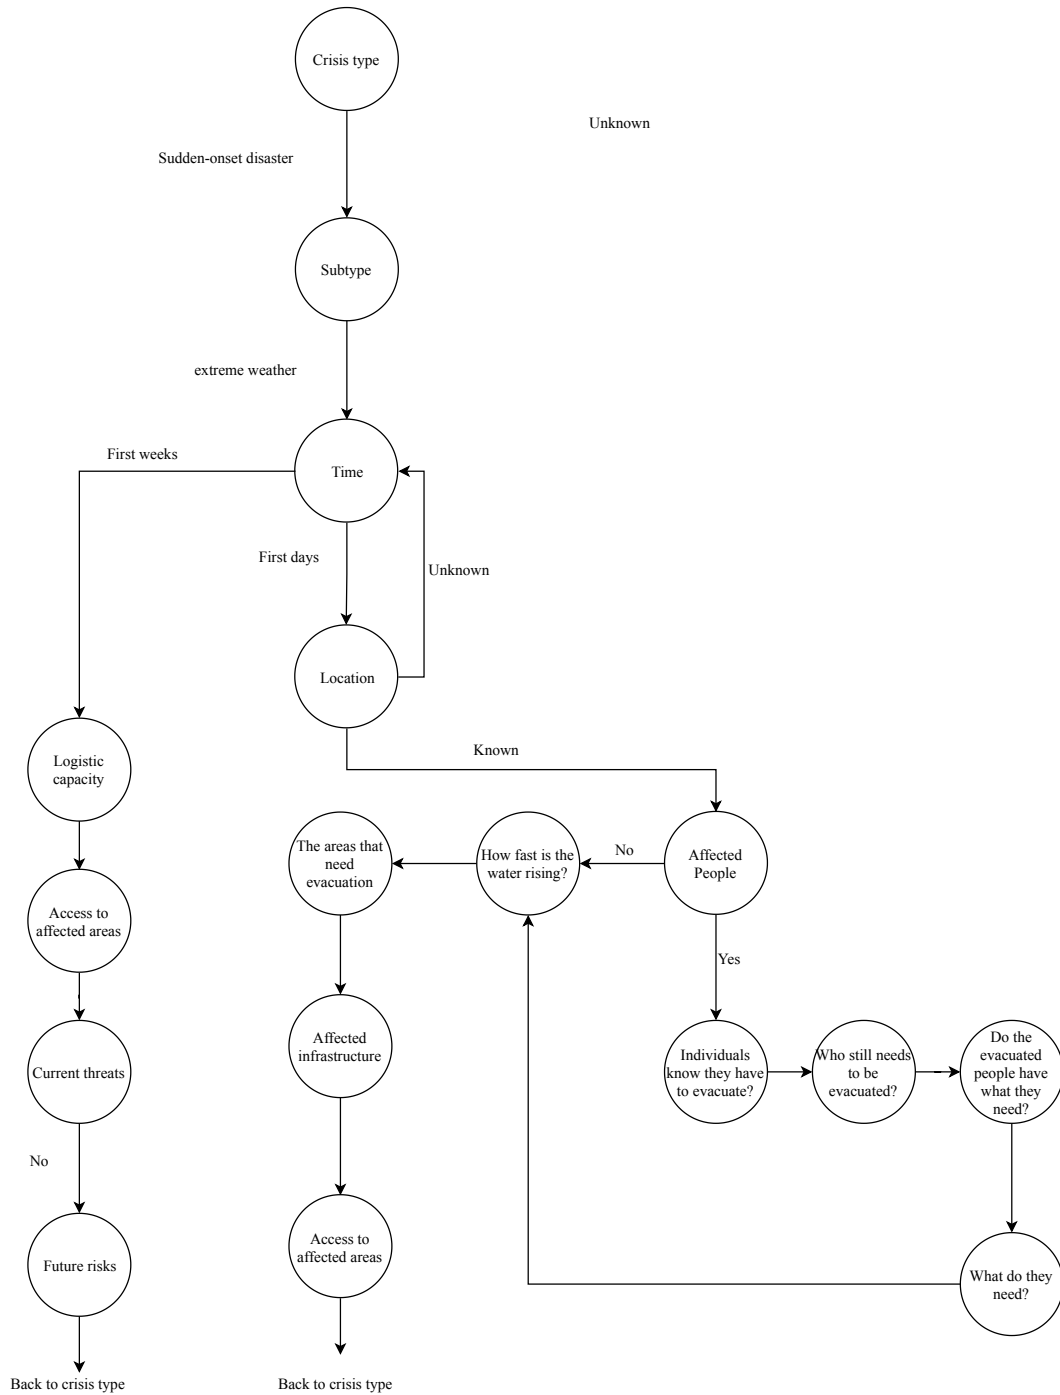 Crisis type
Unknown
Sudden-onset disaster
Subtype
extreme weather
First weeks
Time
First days
Unknown
Location
Known
Logistic
capacity
The areas that
need
evacuation
How fast is the
water rising?
No
Affected
People
Access to
affected areas
Yes
Affected
infrastructure
Current threats
Individuals
know they have
to evacuate?
Who still needs
to be
evacuated?
Do the
evacuated
people have
what they
need?
No
Access to
affected areas
Future risks
What do they
need?
Back to crisis type
Back to crisis type